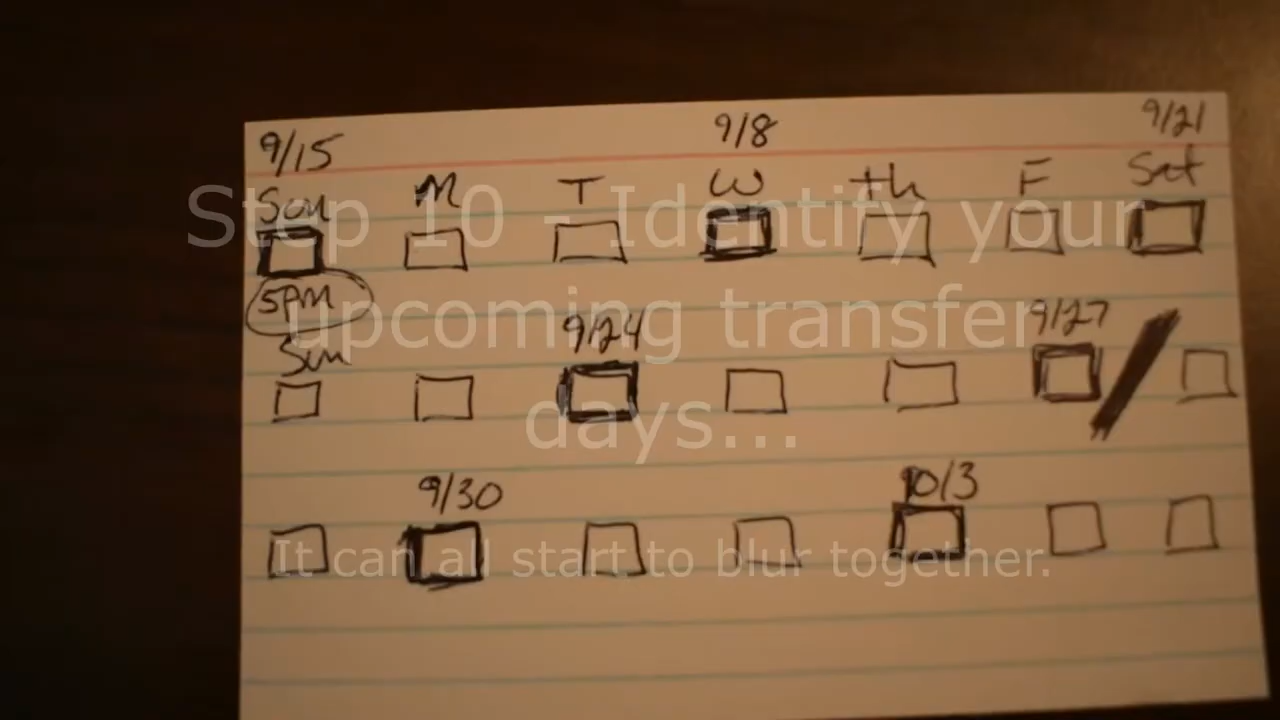 9/15 9/8 9/21
Sun M T W th F Sat
Step 10 - Identify your
5PM
upcoming transfer
9/24 9/27
Sun
days...
9/30 10/3
It can all start to blur together.